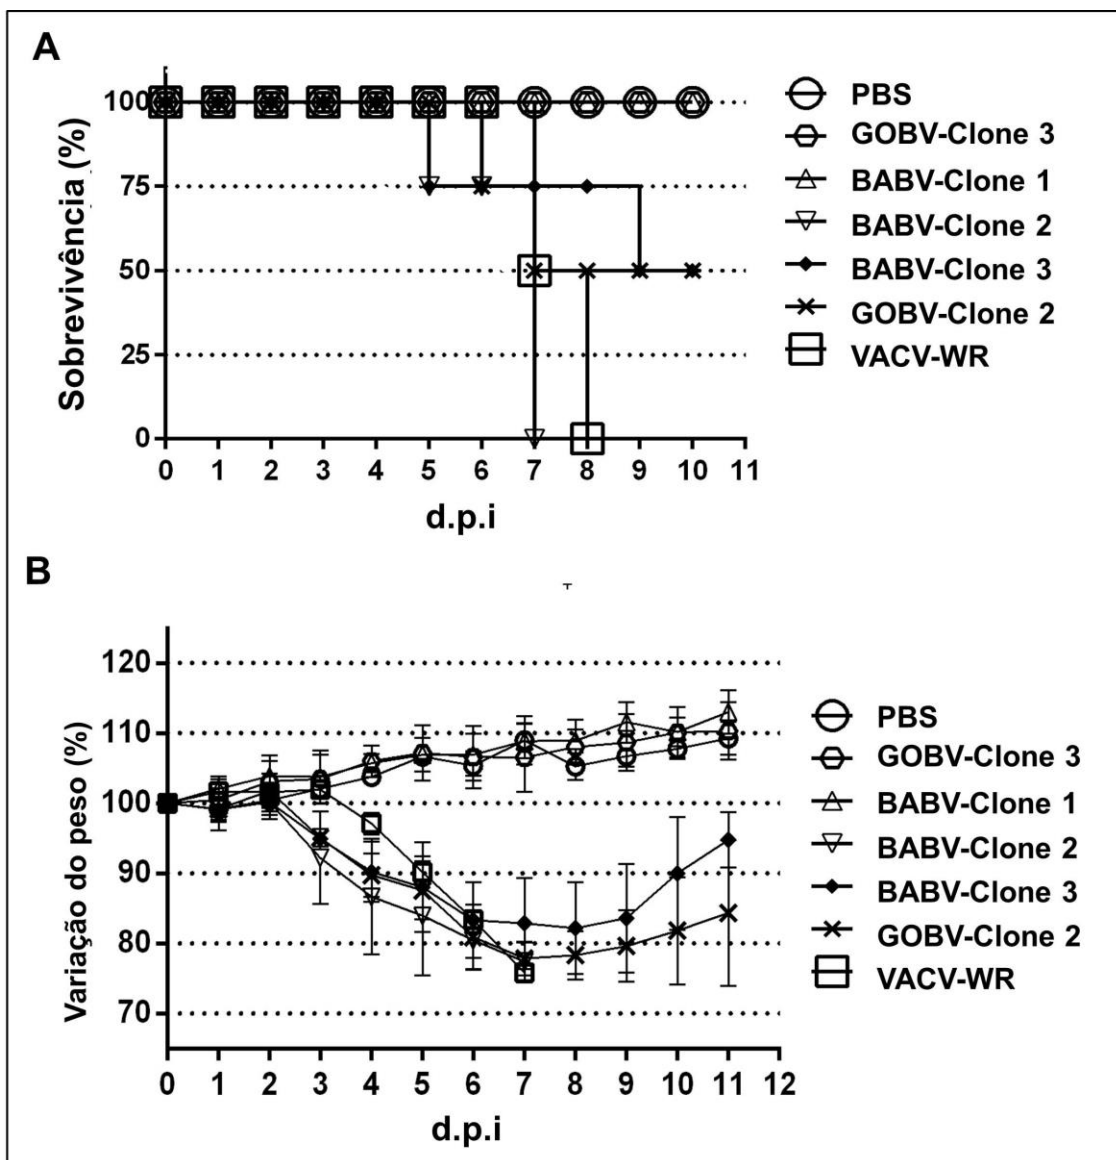 A
Sobrevivência (%)
100
75
50
25
0
0 1 2 3 4 5 6 7 8 9 10 11
d.p.i
PBS
GOBV-Clone 3
BABV-Clone 1
BABV-Clone 2
BABV-Clone 3
GOBV-Clone 2
VACV-WR
B
Variação do peso (%)
120
110
100
90
80
70
0 1 2 3 4 5 6 7 8 9 10 11 12
d.p.i
PBS
GOBV-Clone 3
BABV-Clone 1
BABV-Clone 2
BABV-Clone 3
GOBV-Clone 2
VACV-WR